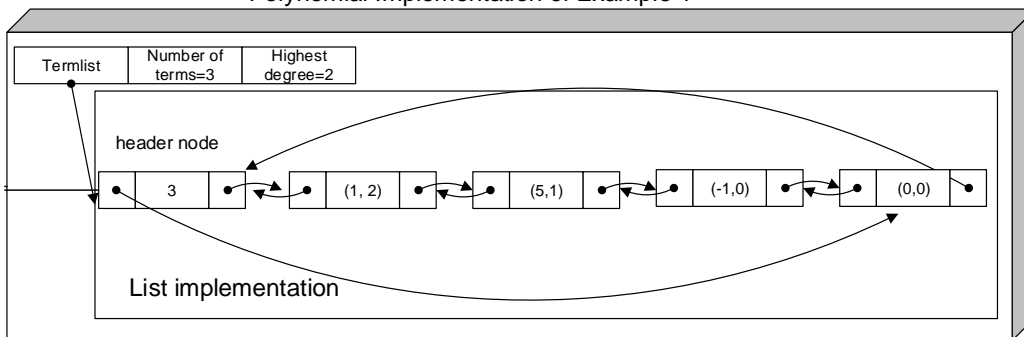 Polynomial Implementation of Example 1
Termlist
Number of
terms=3
Highest
degree=2
header node
3
(1, 2)
(5,1)
(-1,0)
(0,0)
List implementation